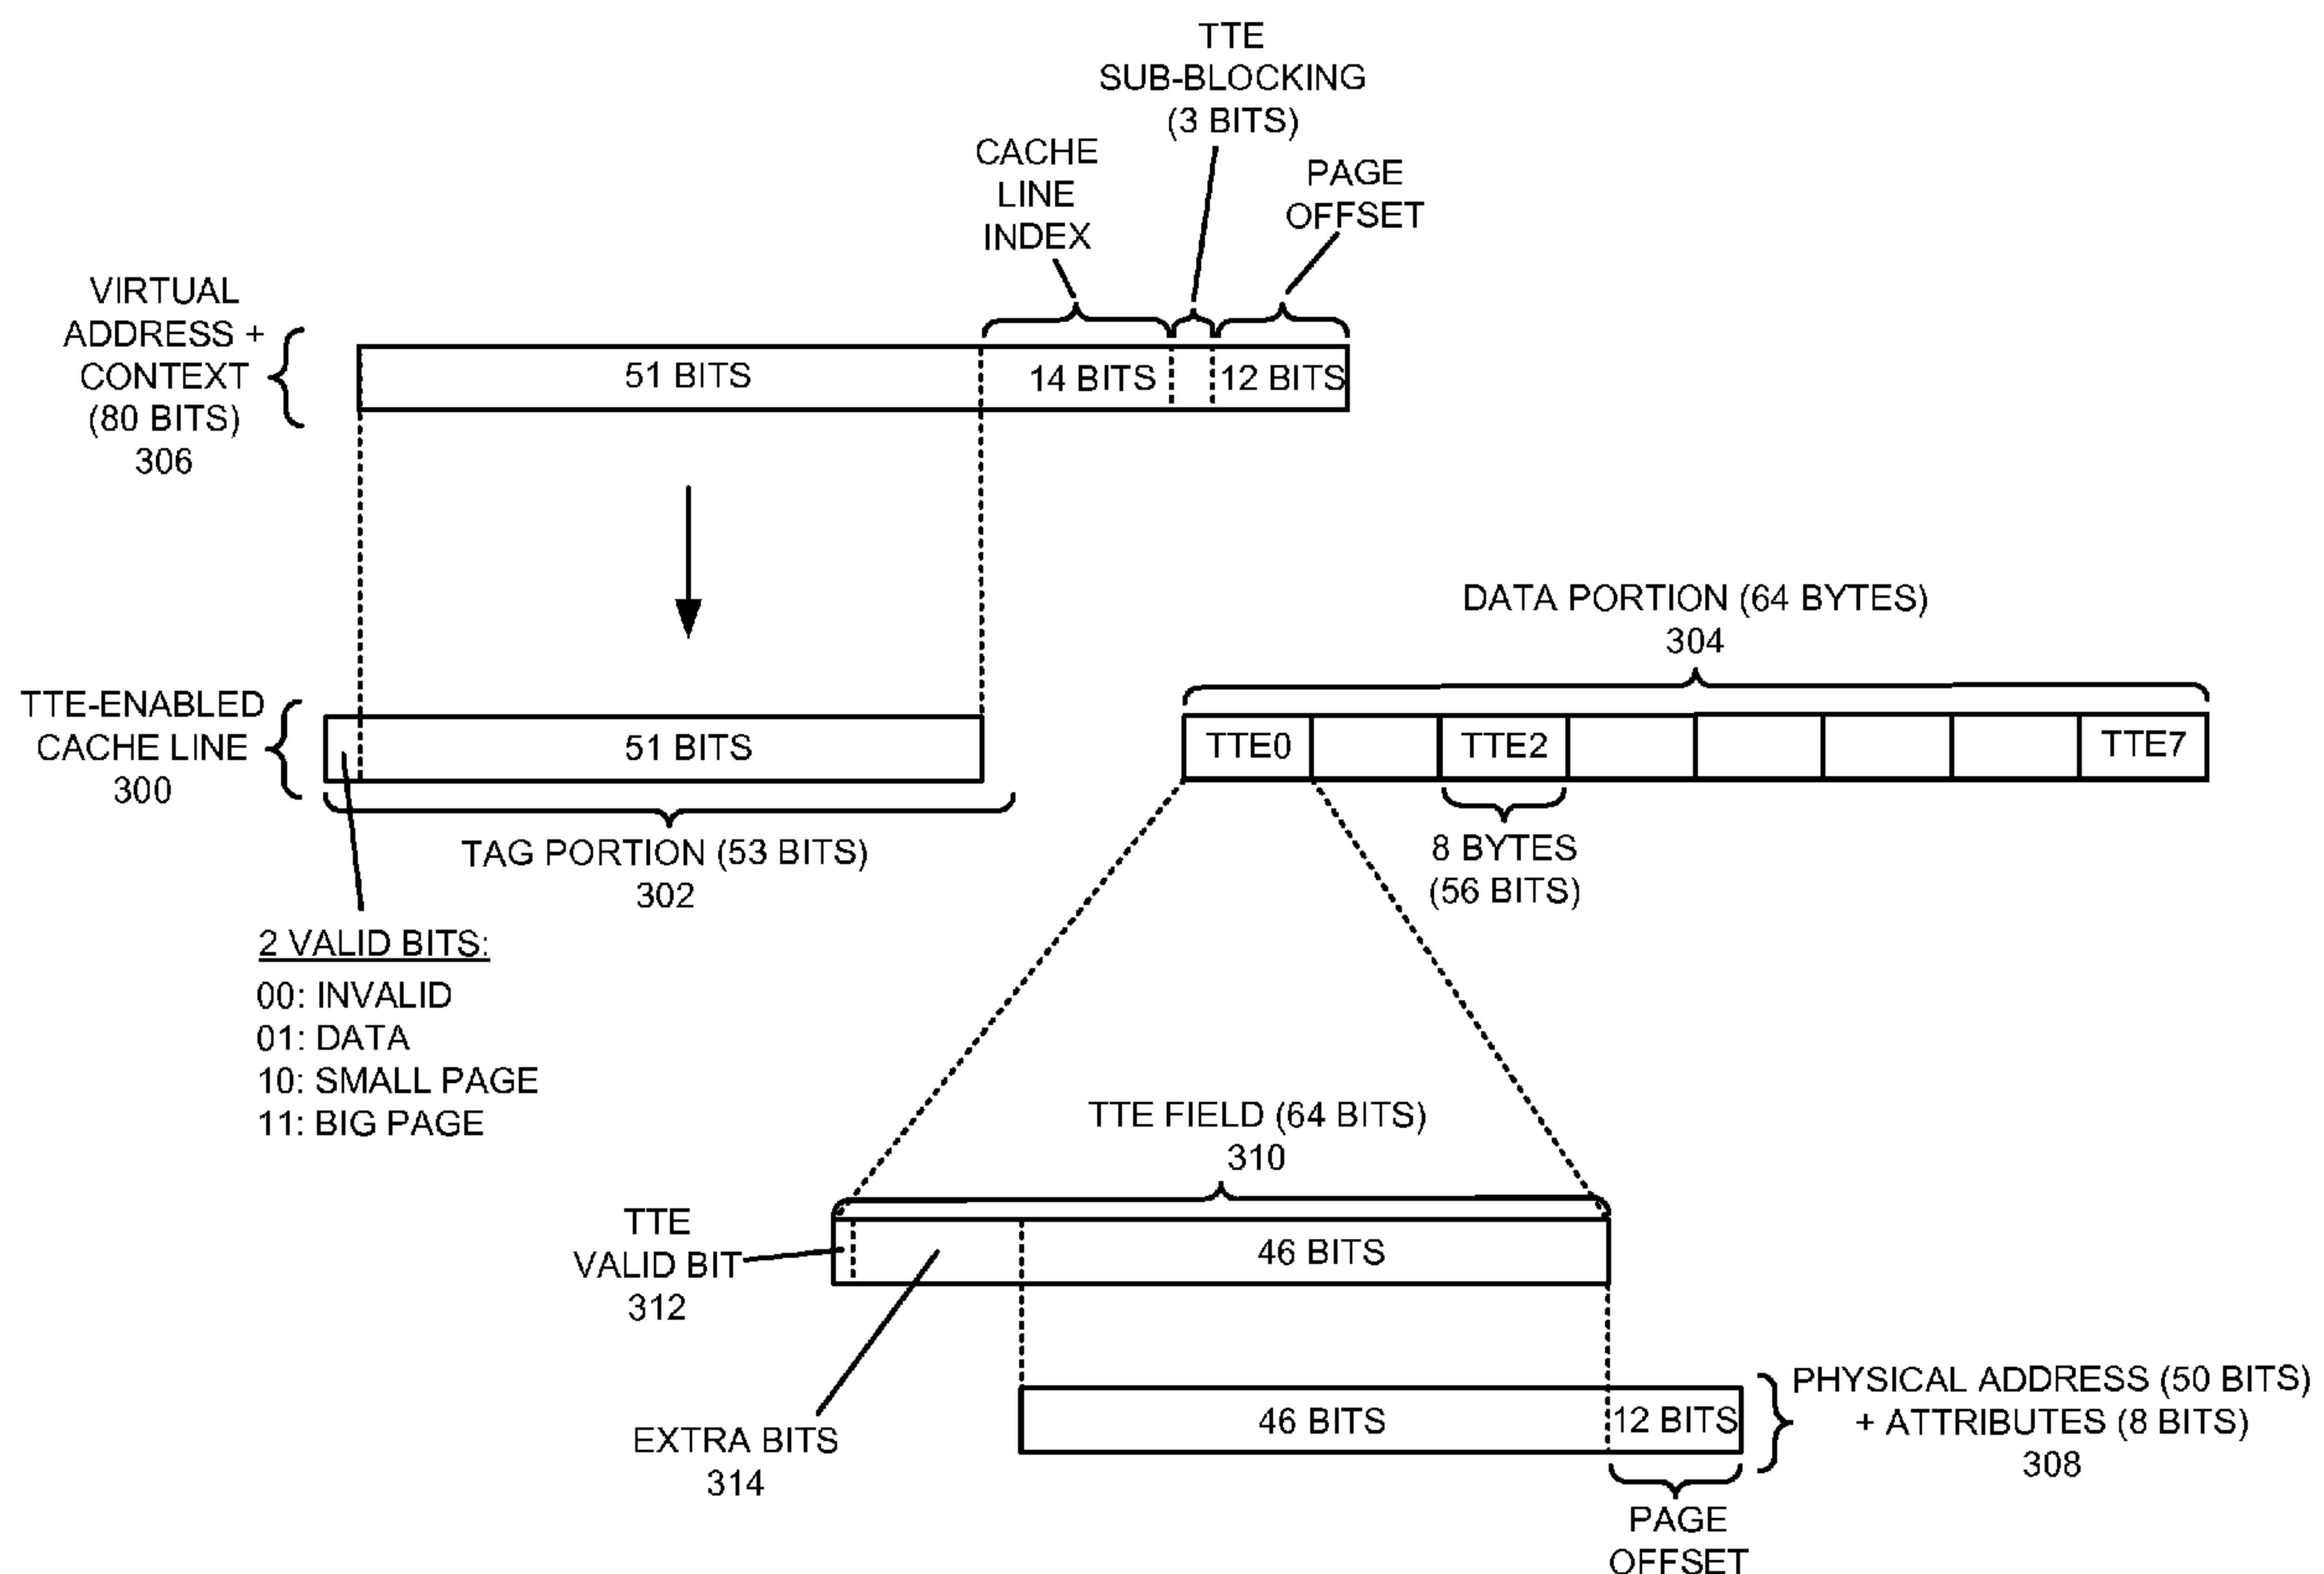 TTE
SUB-BLOCKING
(3 BITS)
CACHE
LINE
INDEX
PAGE
OFFSET
VIRTUAL
ADDRESS +
CONTEXT
(80 BITS)
306
51 BITS
14 BITS
12 BITS
DATA PORTION (64 BYTES)
304
TTE-ENABLED
CACHE LINE
300
51 BITS
TTE0
TTE2
TTE7
TAG PORTION (53 BITS)
302
8 BYTES
(56 BITS)
2 VALID BITS:
00: INVALID
01: DATA
10: SMALL PAGE
11: BIG PAGE
TTE FIELD (64 BITS)
310
TTE
VALID BIT
312
46 BITS
EXTRA BITS
314
46 BITS
12 BITS
PHYSICAL ADDRESS (50 BITS)
+ ATTRIBUTES (8 BITS)
308
PAGE
OFFSET